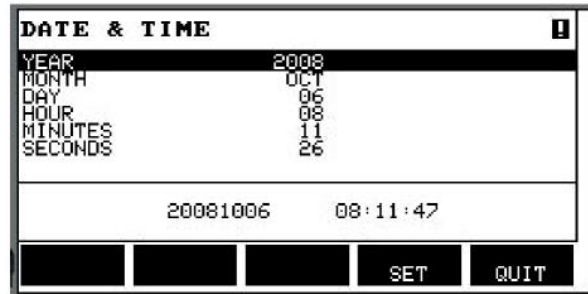 DATE & TIME !
YEAR 2008
MONTH OCT
DAY 06
HOUR 08
MINUTES 11
SECONDS 26
20081006 08:11:47
SET QUIT